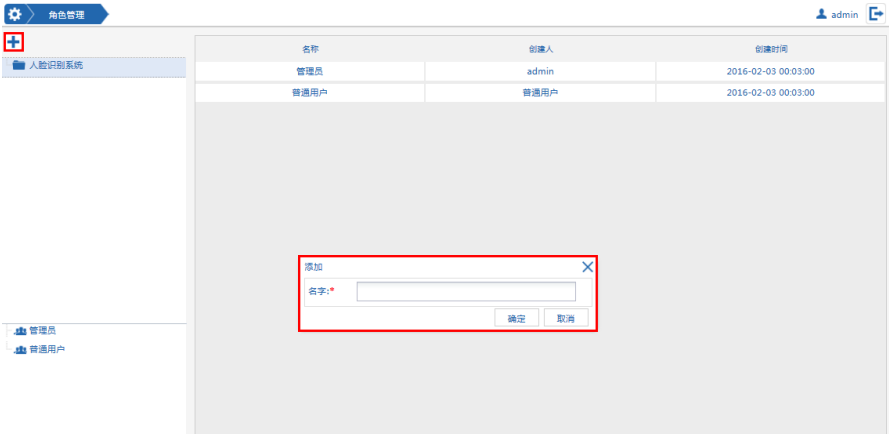 角色管理
admin
人脸识别系统
名称 创建人 创建时间
管理员 admin 2016-02-03 00:03:00
普通用户 普通用户 2016-02-03 00:03:00
添加
名字:*
确定 取消
管理员
普通用户